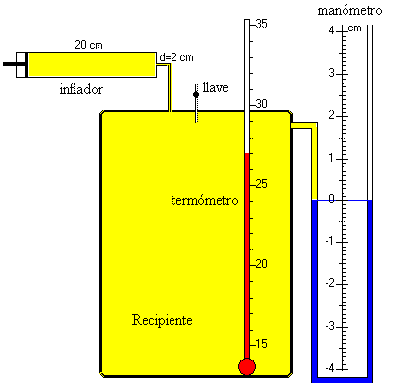 manómetro
20 cm
d=2 cm
inflador
llave
termómetro
Recipiente
35
30
25
20
15
4
cm
3
2
1
0
-1
-2
-3
-4